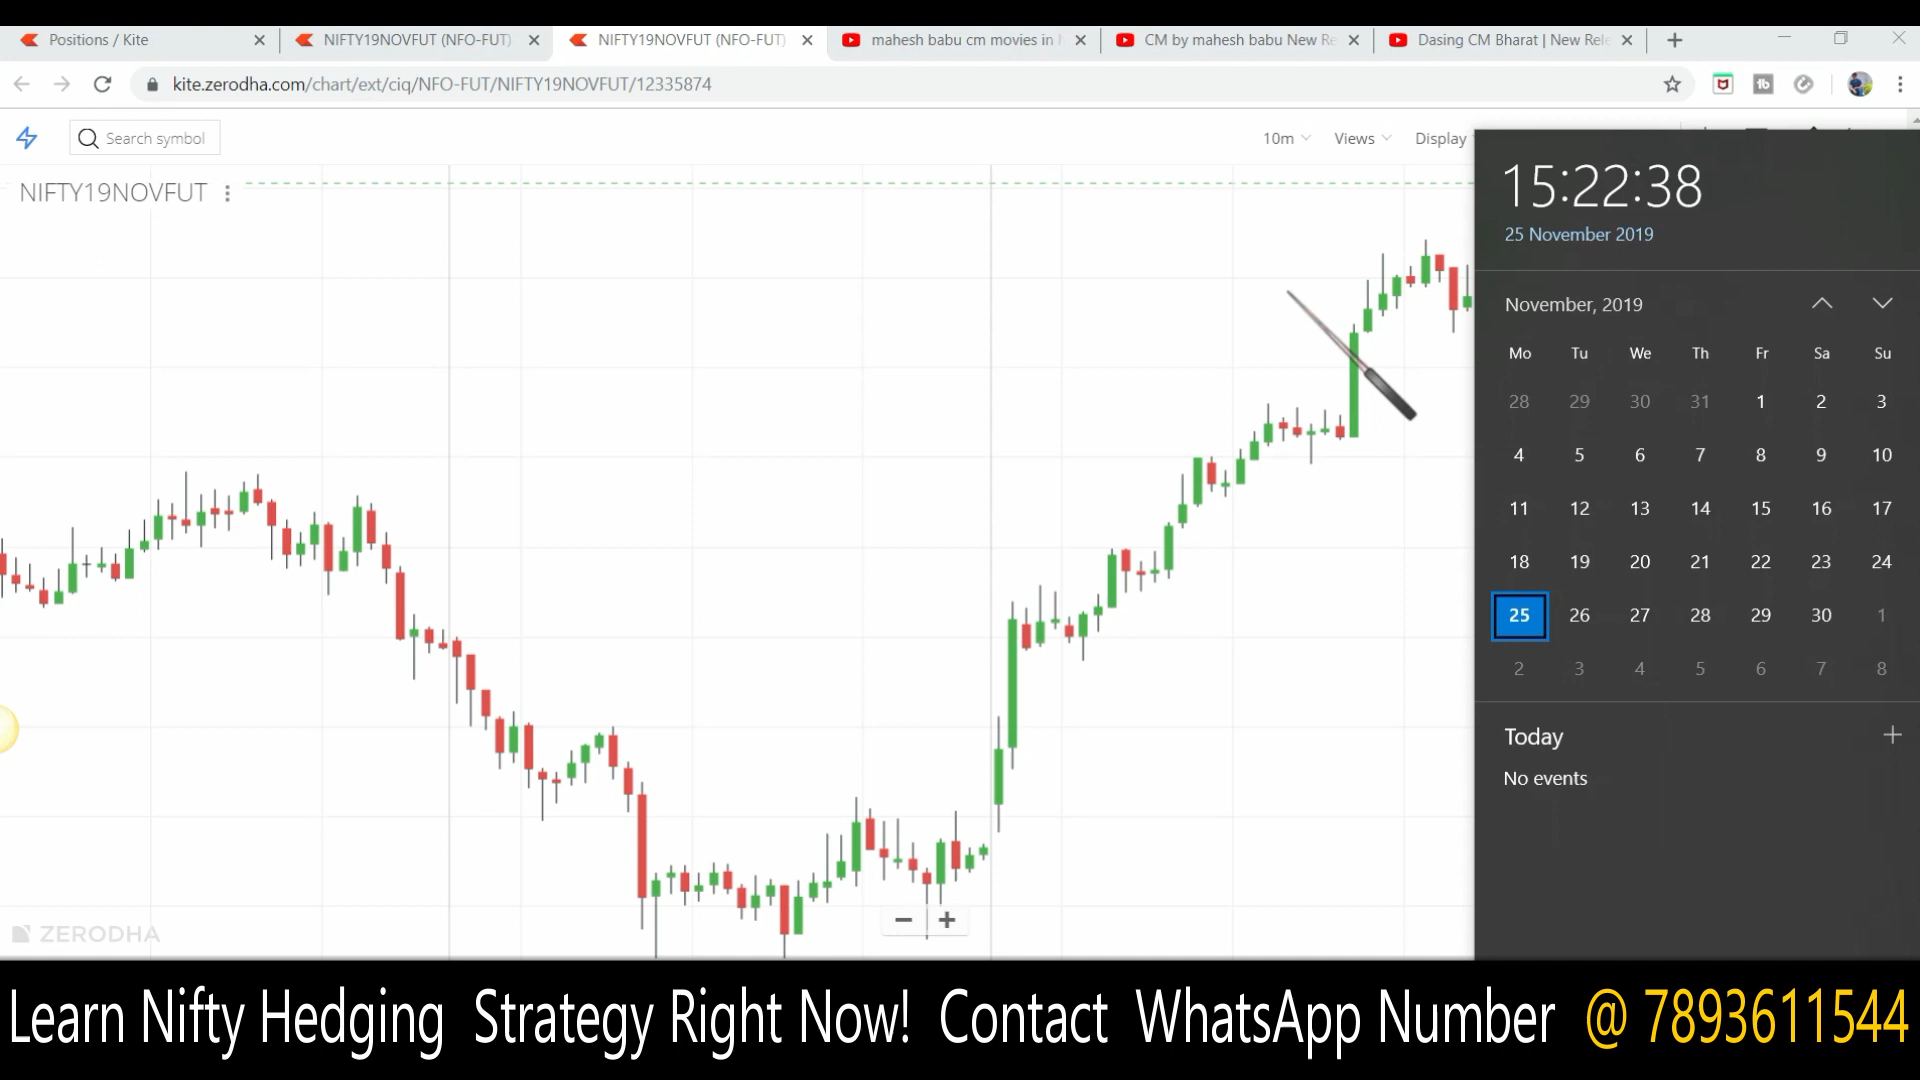 Positions / Kite
NIFTY19NOVFUT (NFO-FUT)
NIFTY19NOVFUT (NFO-FUT)
mahesh babu cm movies in
CM by mahesh babu New Re
Dasing CM Bharat | New Rele
kite.zerodha.com/chart/ext/ciq/NFO-FUT/NIFTY19NOVFUT/12335874
Search symbol
10m
Views
Display
NIFTY19NOVFUT
15:22:38
25 November 2019
November, 2019
Mo Tu We Th Fr Sa Su
28 29 30 31 1 2 3
4 5 6 7 8 9 10
11 12 13 14 15 16 17
18 19 20 21 22 23 24
25 26 27 28 29 30 1
2 3 4 5 6 7 8
Today
No events
ZERODHA
Learn Nifty Hedging Strategy Right Now! Contact WhatsApp Number @ 7893611544